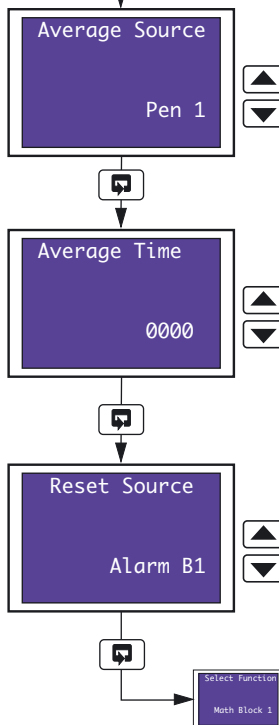 Average Source
Pen 1
Average Time
0000
Reset Source
Alarm B1
Select Function
Math Block 1